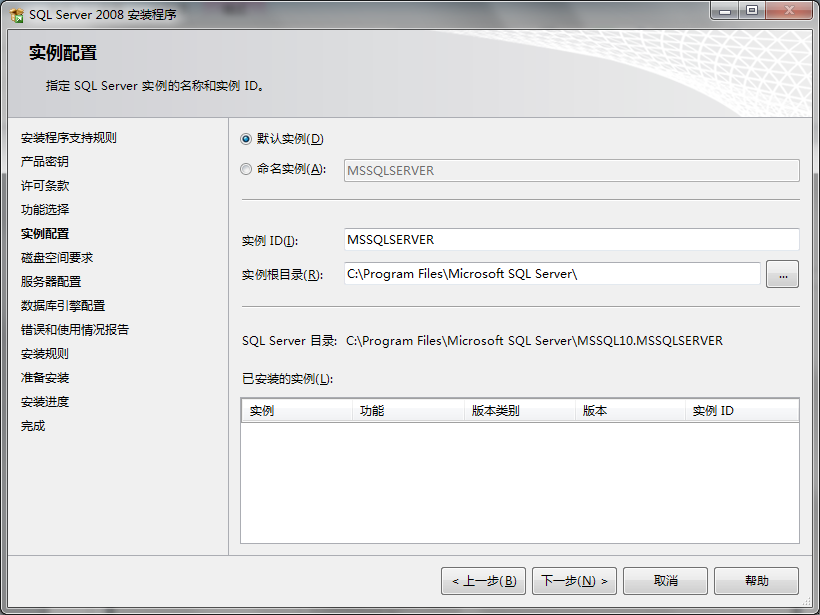 SQL Server 2008 安装程序
实例配置
指定 SQL Server 实例的名称和实例 ID。
安装程序支持规则
产品密钥
许可条款
功能选择
实例配置
磁盘空间要求
服务器配置
数据库引擎配置
错误和使用情况报告
安装规则
准备安装
安装进度
完成
默认实例(D)
命名实例(A): MSSQLSERVER
实例 ID(I): MSSQLSERVER
实例根目录(R): C:\Program Files\Microsoft SQL Server\ ...
SQL Server 目录: C:\Program Files\Microsoft SQL Server\MSSQL10.MSSQLSERVER
已安装的实例(L):
实例 功能 版本类别 版本 实例 ID
< 上一步(B) 下一步(N) > 取消 帮助